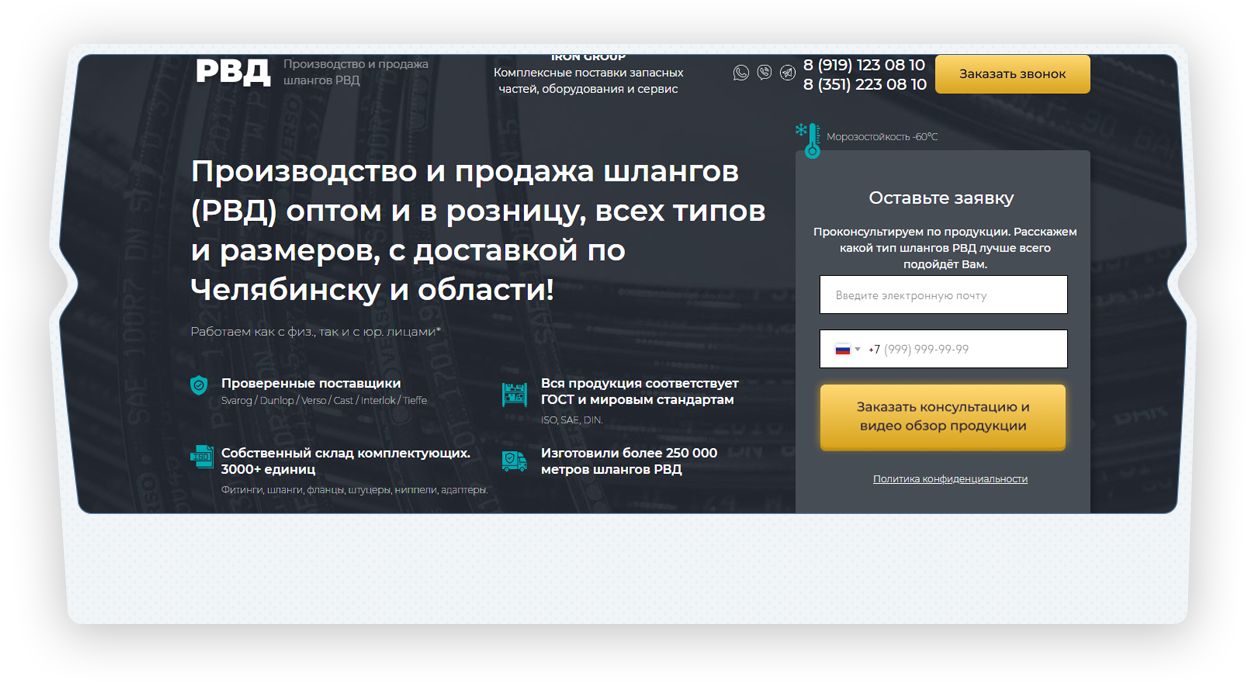 РВД
Производство и продажа
шлангов РВД
IRON GROUP
Комплексные поставки запасных
частей, оборудования и сервис
8 (919) 123 08 10
8 (351) 223 08 10
Заказать звонок
Морозостойкость -60°C
Производство и продажа шлангов
(РВД) оптом и в розницу, всех типов
и размеров, с доставкой по
Челябинску и области!
Работаем как с физ., так и с юр. лицами*
Проверенные поставщики
Svarog / Dunlop / Verso / Cast / Interlok / Tieffe
Вся продукция соответствует
ГОСТ и мировым стандартам
ISO, SAE, DIN.
Собственный склад комплектующих.
3000+ единиц
Фитинги, шланги, фланцы, штуцеры, ниппели, адаптеры.
Изготовили более 250 000
метров шлангов РВД
Оставьте заявку
Проконсультируем по продукции. Расскажем
какой тип шлангов РВД лучше всего
подойдёт Вам.
Введите электронную почту
+7 (999) 999-99-99
Заказать консультацию и
видео обзор продукции
Политика конфиденциальности